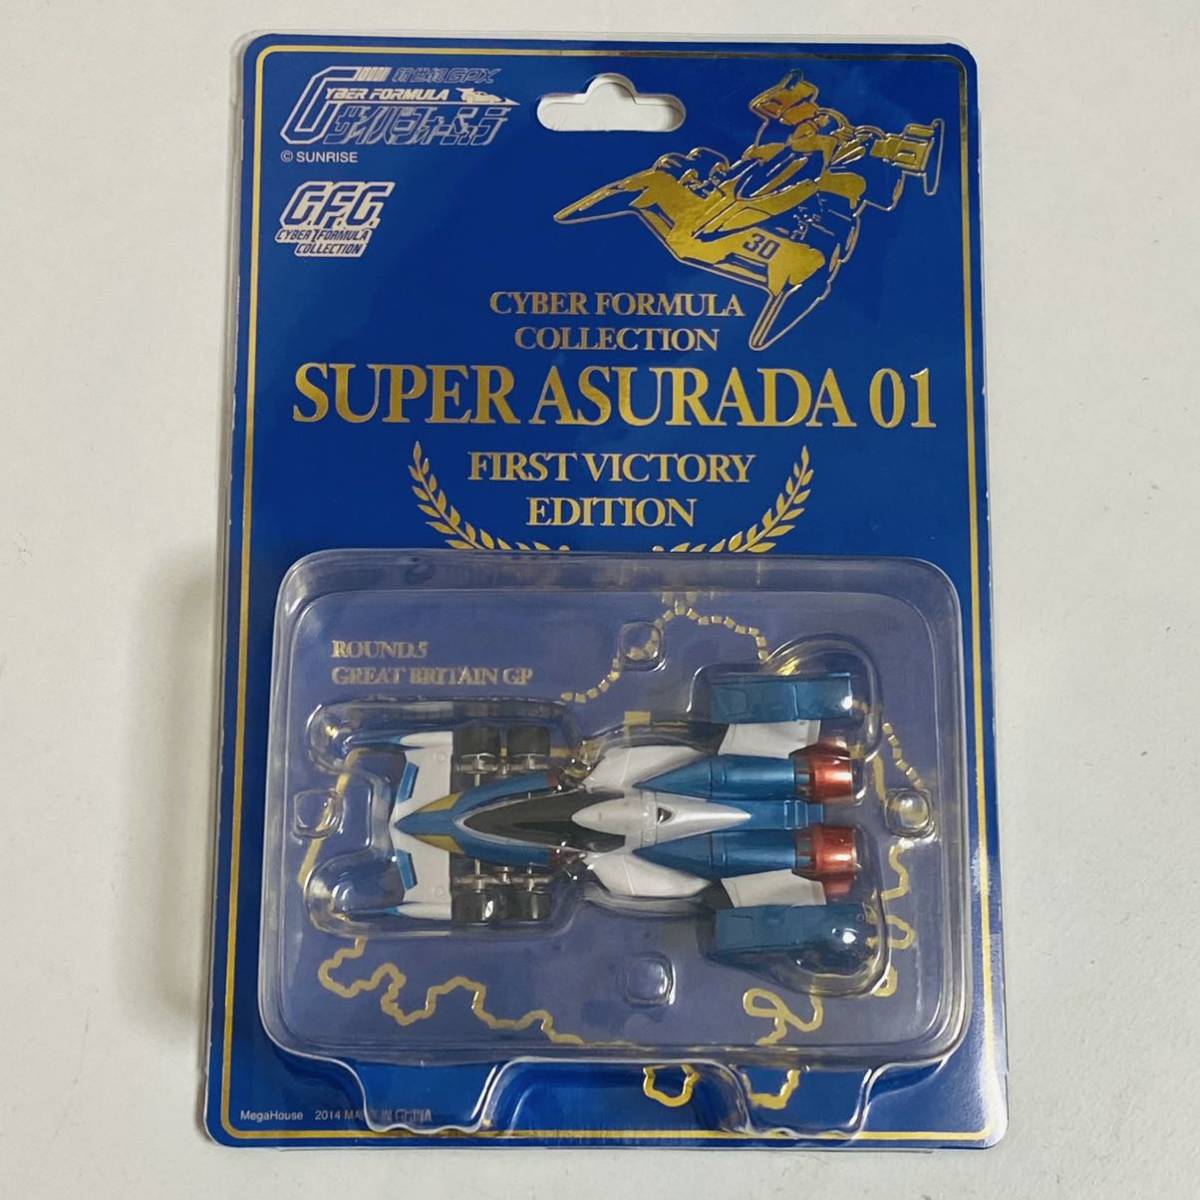 新世紀GPX
CYBER FORMULA
サイバーフォーミュラ
© SUNRISE
C.F.C.
CYBER FORMULA
COLLECTION
30
CYBER FORMULA
COLLECTION
SUPER ASURADA 01
FIRST VICTORY
EDITION
ROUND.5
GREAT BRITAIN GP
MegaHouse 2014 MADE IN CHINA